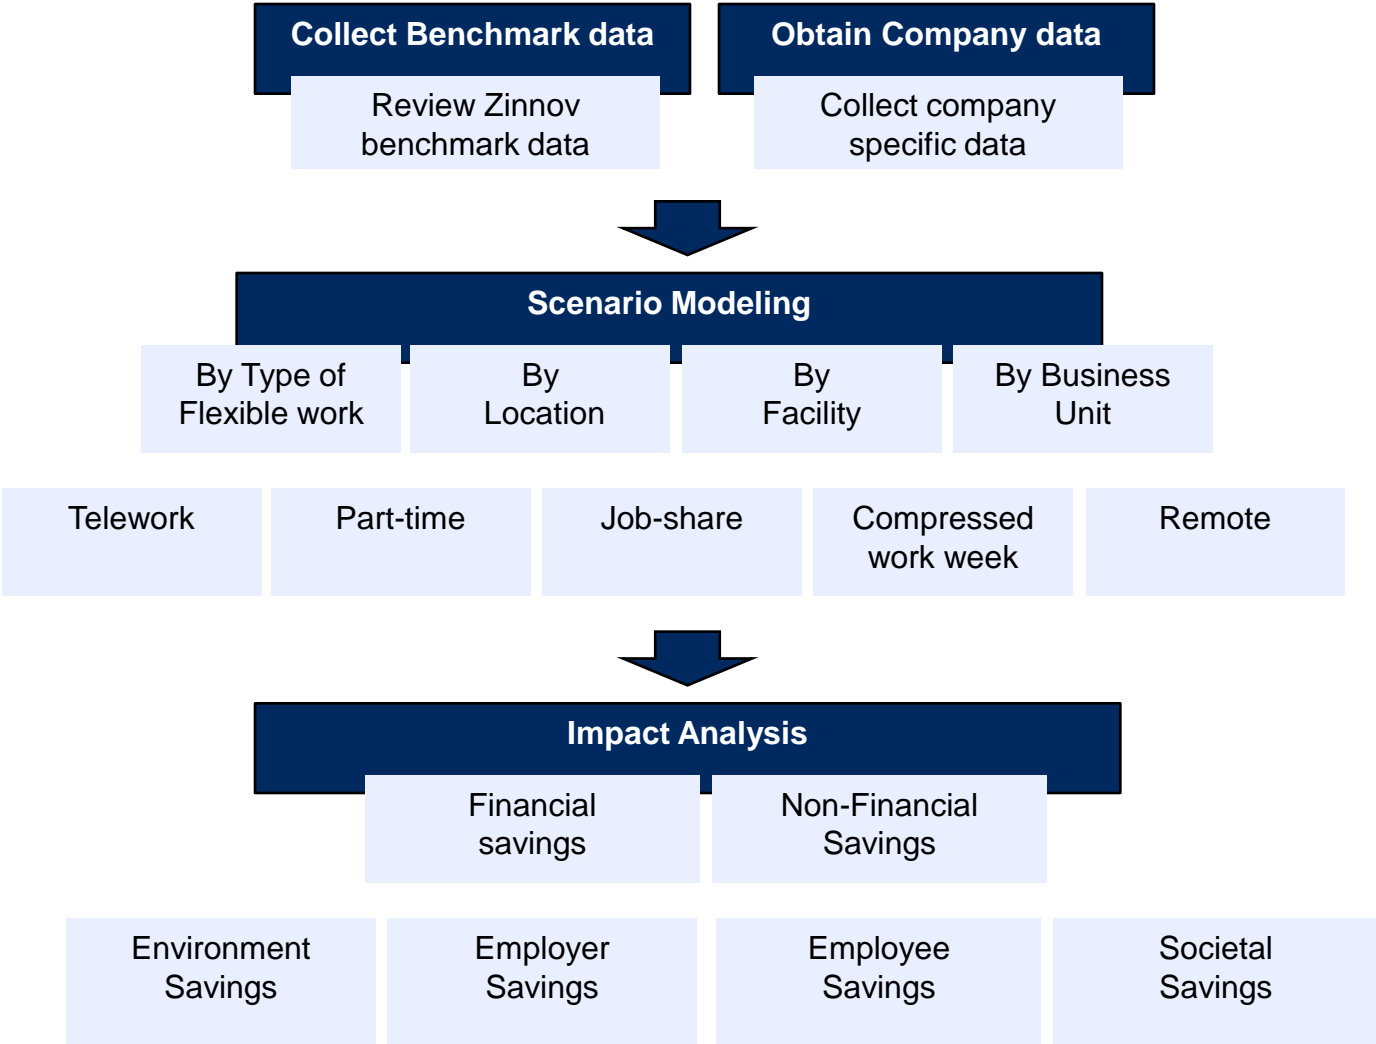 Collect Benchmark data
Review Zinnov
benchmark data
Obtain Company data
Collect company
specific data
Scenario Modeling
By Type of
Flexible work
By
Location
By
Facility
By Business
Unit
Telework
Part-time
Job-share
Compressed
work week
Remote
Impact Analysis
Financial
savings
Non-Financial
Savings
Environment
Savings
Employer
Savings
Employee
Savings
Societal
Savings